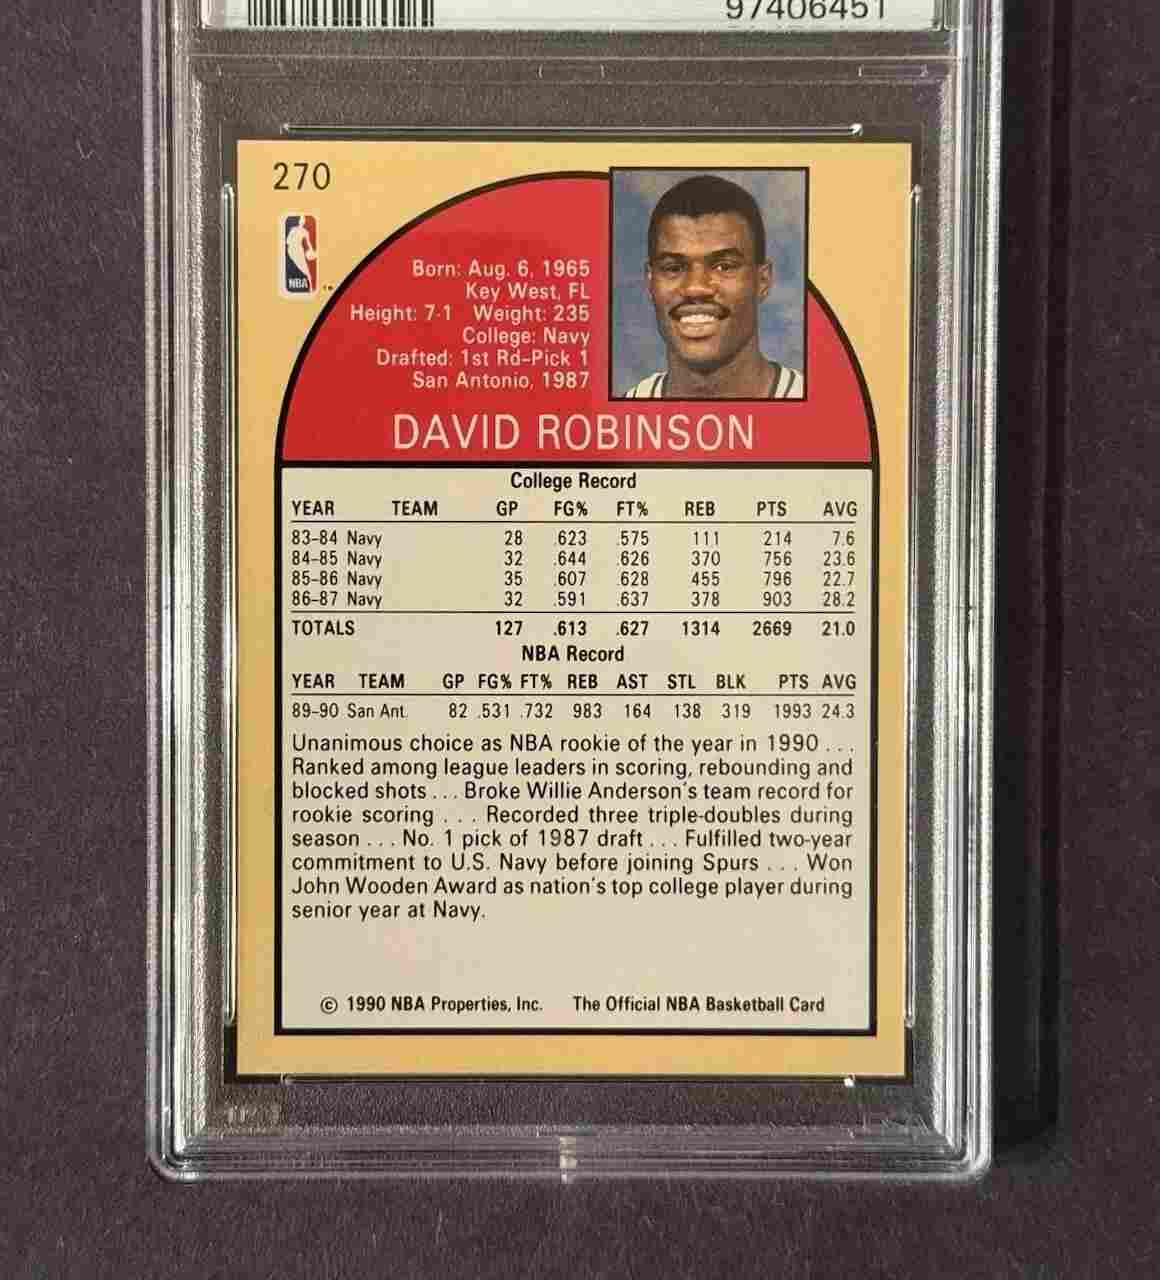 97406451
270
NBA
Born: Aug. 6, 1965
Key West, FL
Height: 7-1 Weight: 235
College: Navy
Drafted: 1st Rd-Pick 1
San Antonio, 1987
DAVID ROBINSON
College Record
YEAR TEAM GP FG% FT% REB PTS AVG
83-84 Navy 28 .623 .575 111 214 7.6
84-85 Navy 32 .644 .626 370 756 23.6
85-86 Navy 35 .607 .628 455 796 22.7
86-87 Navy 32 .591 .637 378 903 28.2
TOTALS 127 .613 .627 1314 2669 21.0
NBA Record
YEAR TEAM GP FG% FT% REB AST STL BLK PTS AVG
89-90 San Ant. 82 .531 .732 983 164 138 319 1993 24.3
Unanimous choice as NBA rookie of the year in 1990 . . .
Ranked among league leaders in scoring, rebounding and
blocked shots . . . Broke Willie Anderson's team record for
rookie scoring . . . Recorded three triple-doubles during
season . . . No. 1 pick of 1987 draft . . . Fulfilled two-year
commitment to U.S. Navy before joining Spurs . . . Won
John Wooden Award as nation's top college player during
senior year at Navy.
© 1990 NBA Properties, Inc. The Official NBA Basketball Card